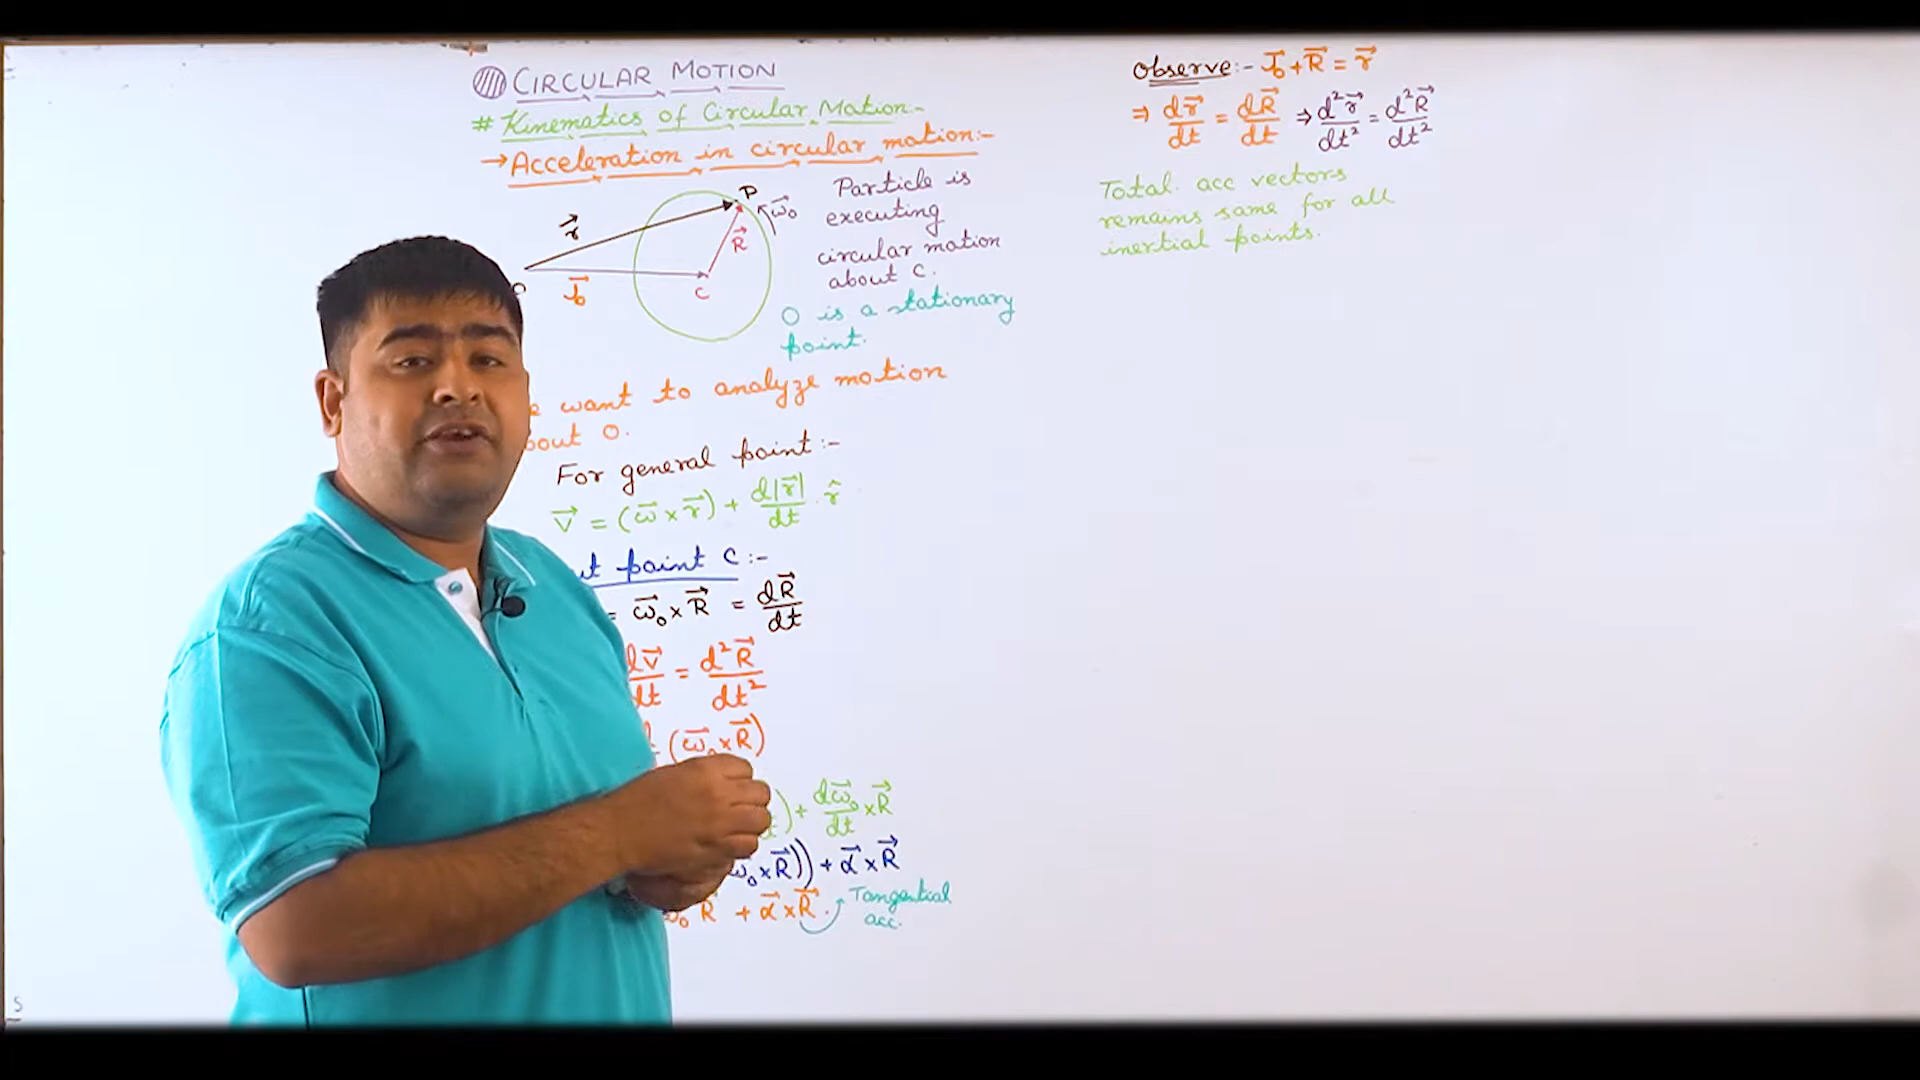 CIRCULAR MOTION
# Kinematics of Circular Motion-
→ Acceleration in circular motion:-
P
ω⃗₀
r⃗
R⃗
r⃗₀
C
Particle is
executing
circular motion
about C.
O is a stationary
point.
want to analyze motion
about O.
For general point:-
V⃗ = (ω⃗ × r⃗) + d|r⃗|/dt . r̂
point C:-
= ω⃗₀ × R⃗ = dR⃗/dt
dv⃗/dt = d²R⃗/dt²
(ω⃗₀ × R⃗)
) + dω⃗₀/dt × R⃗
ω⃗₀ × R⃗)) + α⃗ × R⃗
R⃗ + α⃗ × R⃗. Tangential
acc.
Observe:- r⃗₀ + R⃗ = r⃗
⇒ dr⃗/dt = dR⃗/dt ⇒ d²r⃗/dt² = d²R⃗/dt²
Total acc vectors
remains same for all
inertial points.